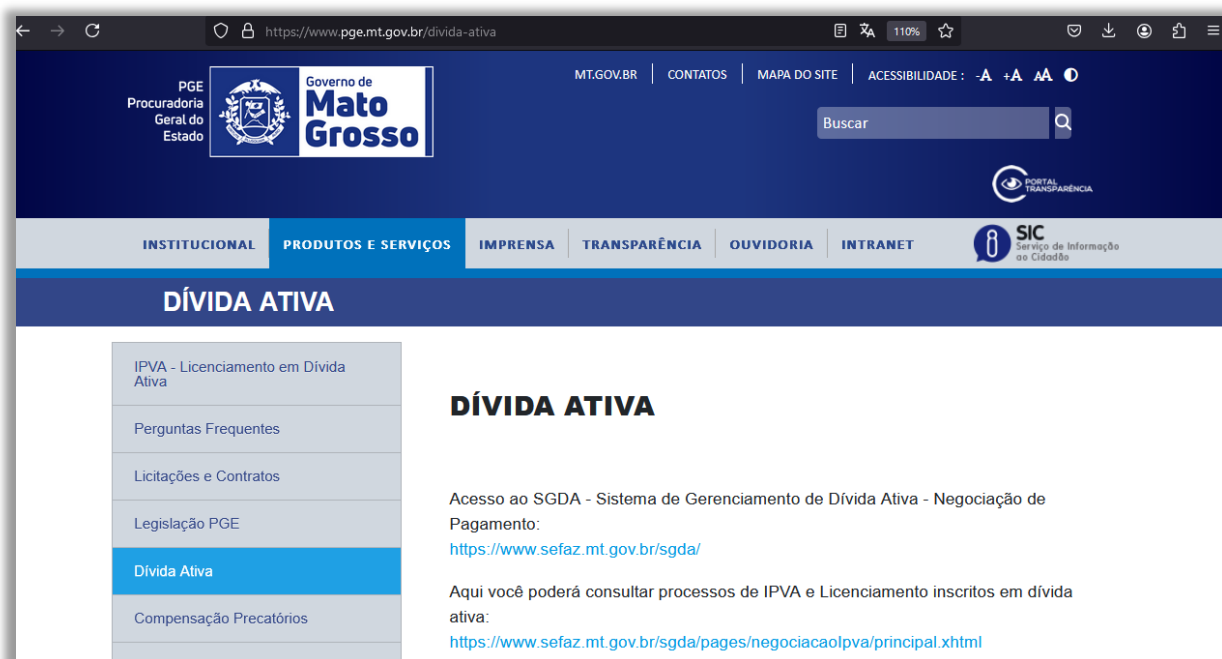 https://www.pge.mt.gov.br/divida-ativa
110%
PGE
Procuradoria
Geral do
Estado
Governo de
Mato
Grosso
MT.GOV.BR
CONTATOS
MAPA DO SITE
ACESSIBILIDADE :
-A +A AA
Buscar
PORTAL
TRANSPARÊNCIA
INSTITUCIONAL
PRODUTOS E SERVIÇOS
IMPRENSA
TRANSPARÊNCIA
OUVIDORIA
INTRANET
SIC
Serviço de Informação
ao Cidadão
DÍVIDA ATIVA
IPVA - Licenciamento em Dívida
Ativa
Perguntas Frequentes
Licitações e Contratos
Legislação PGE
Dívida Ativa
Compensação Precatórios
DÍVIDA ATIVA
Acesso ao SGDA - Sistema de Gerenciamento de Dívida Ativa - Negociação de
Pagamento:
https://www.sefaz.mt.gov.br/sgda/
Aqui você poderá consultar processos de IPVA e Licenciamento inscritos em dívida
ativa:
https://www.sefaz.mt.gov.br/sgda/pages/negociacaoIpva/principal.xhtml